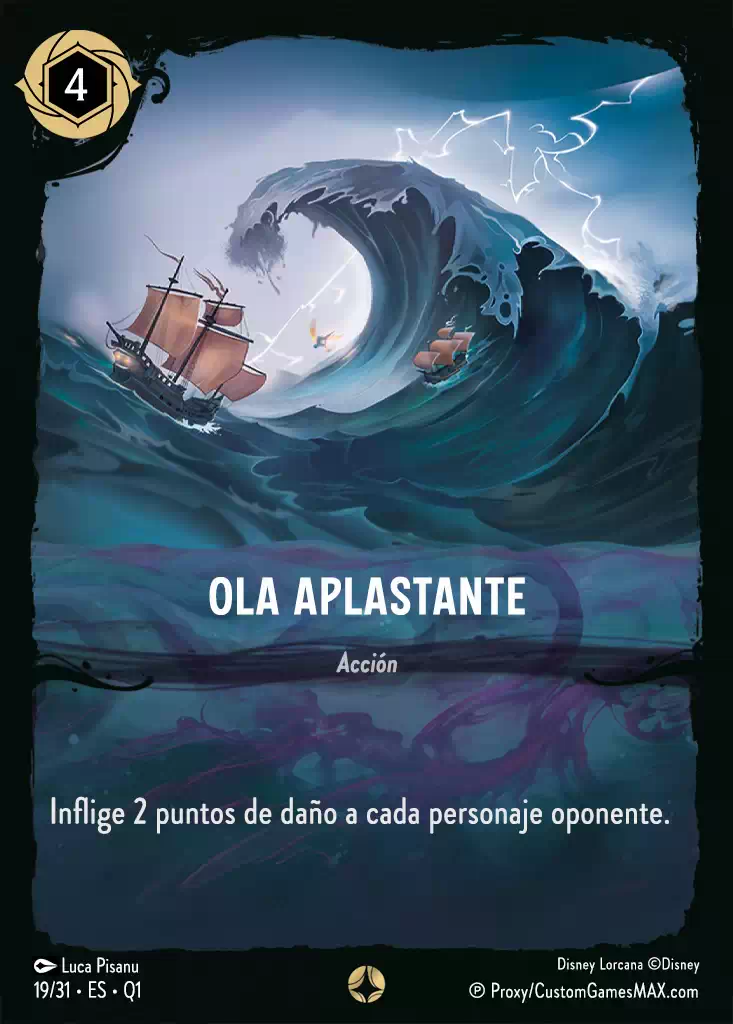 4
OLA APLASTANTE
Acción
Inflige 2 puntos de daño a cada personaje oponente.
Luca Pisanu
19/31 • ES • Q1
Disney Lorcana ©Disney
Ⓟ Proxy/CustomGamesMAX.com